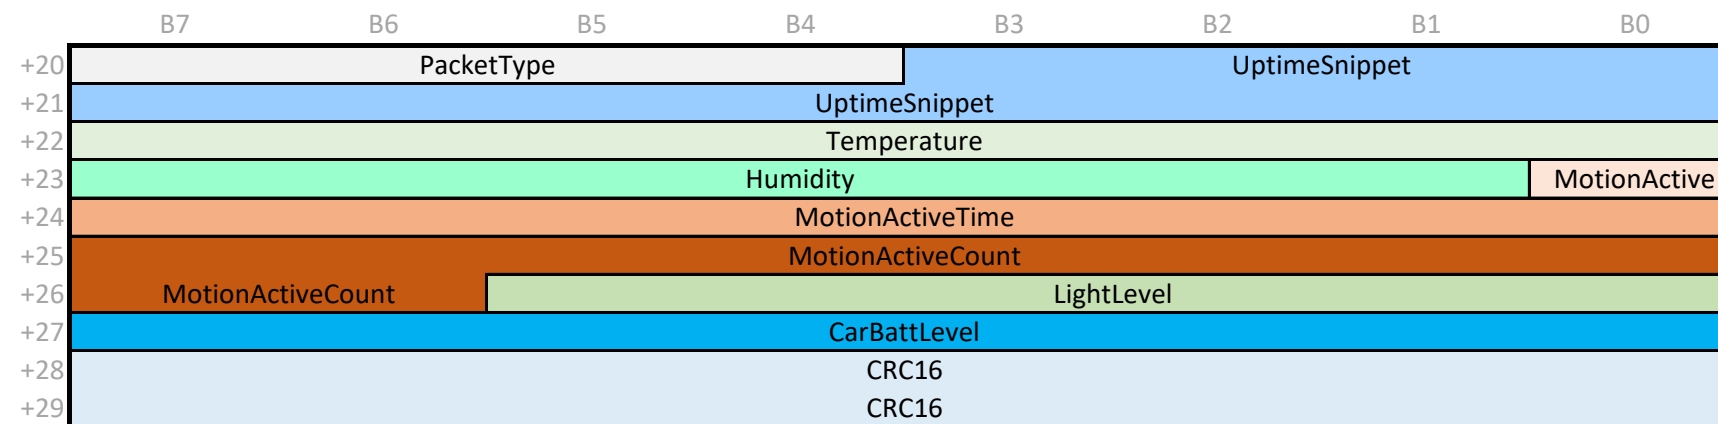 B7 B6 B5 B4 B3 B2 B1 B0
+20 PacketType UptimeSnippet
+21 UptimeSnippet
+22 Temperature
+23 Humidity MotionActive
+24 MotionActiveTime
+25 MotionActiveCount
+26 MotionActiveCount LightLevel
+27 CarBattLevel
+28 CRC16
+29 CRC16